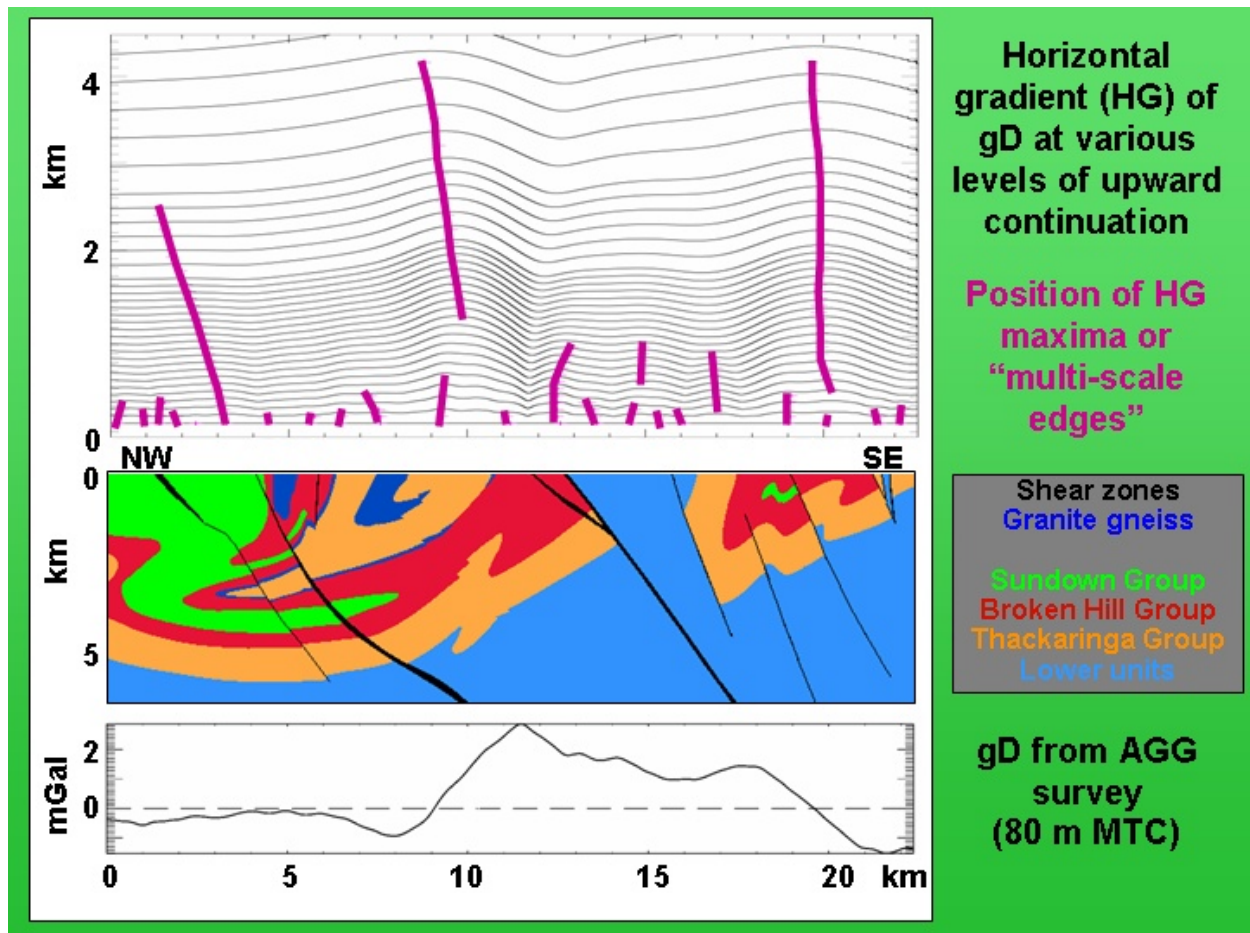 4
km
2
0
Horizontal
gradient (HG) of
gD at various
levels of upward
continuation
Position of HG
maxima or
“multi-scale
edges”
NW
SE
0
km
5
Shear zones
Granite gneiss
Sundown Group
Broken Hill Group
Thackaringa Group
Lower units
2
mGal
0
0
5
10
15
20
km
gD from AGG
survey
(80 m MTC)